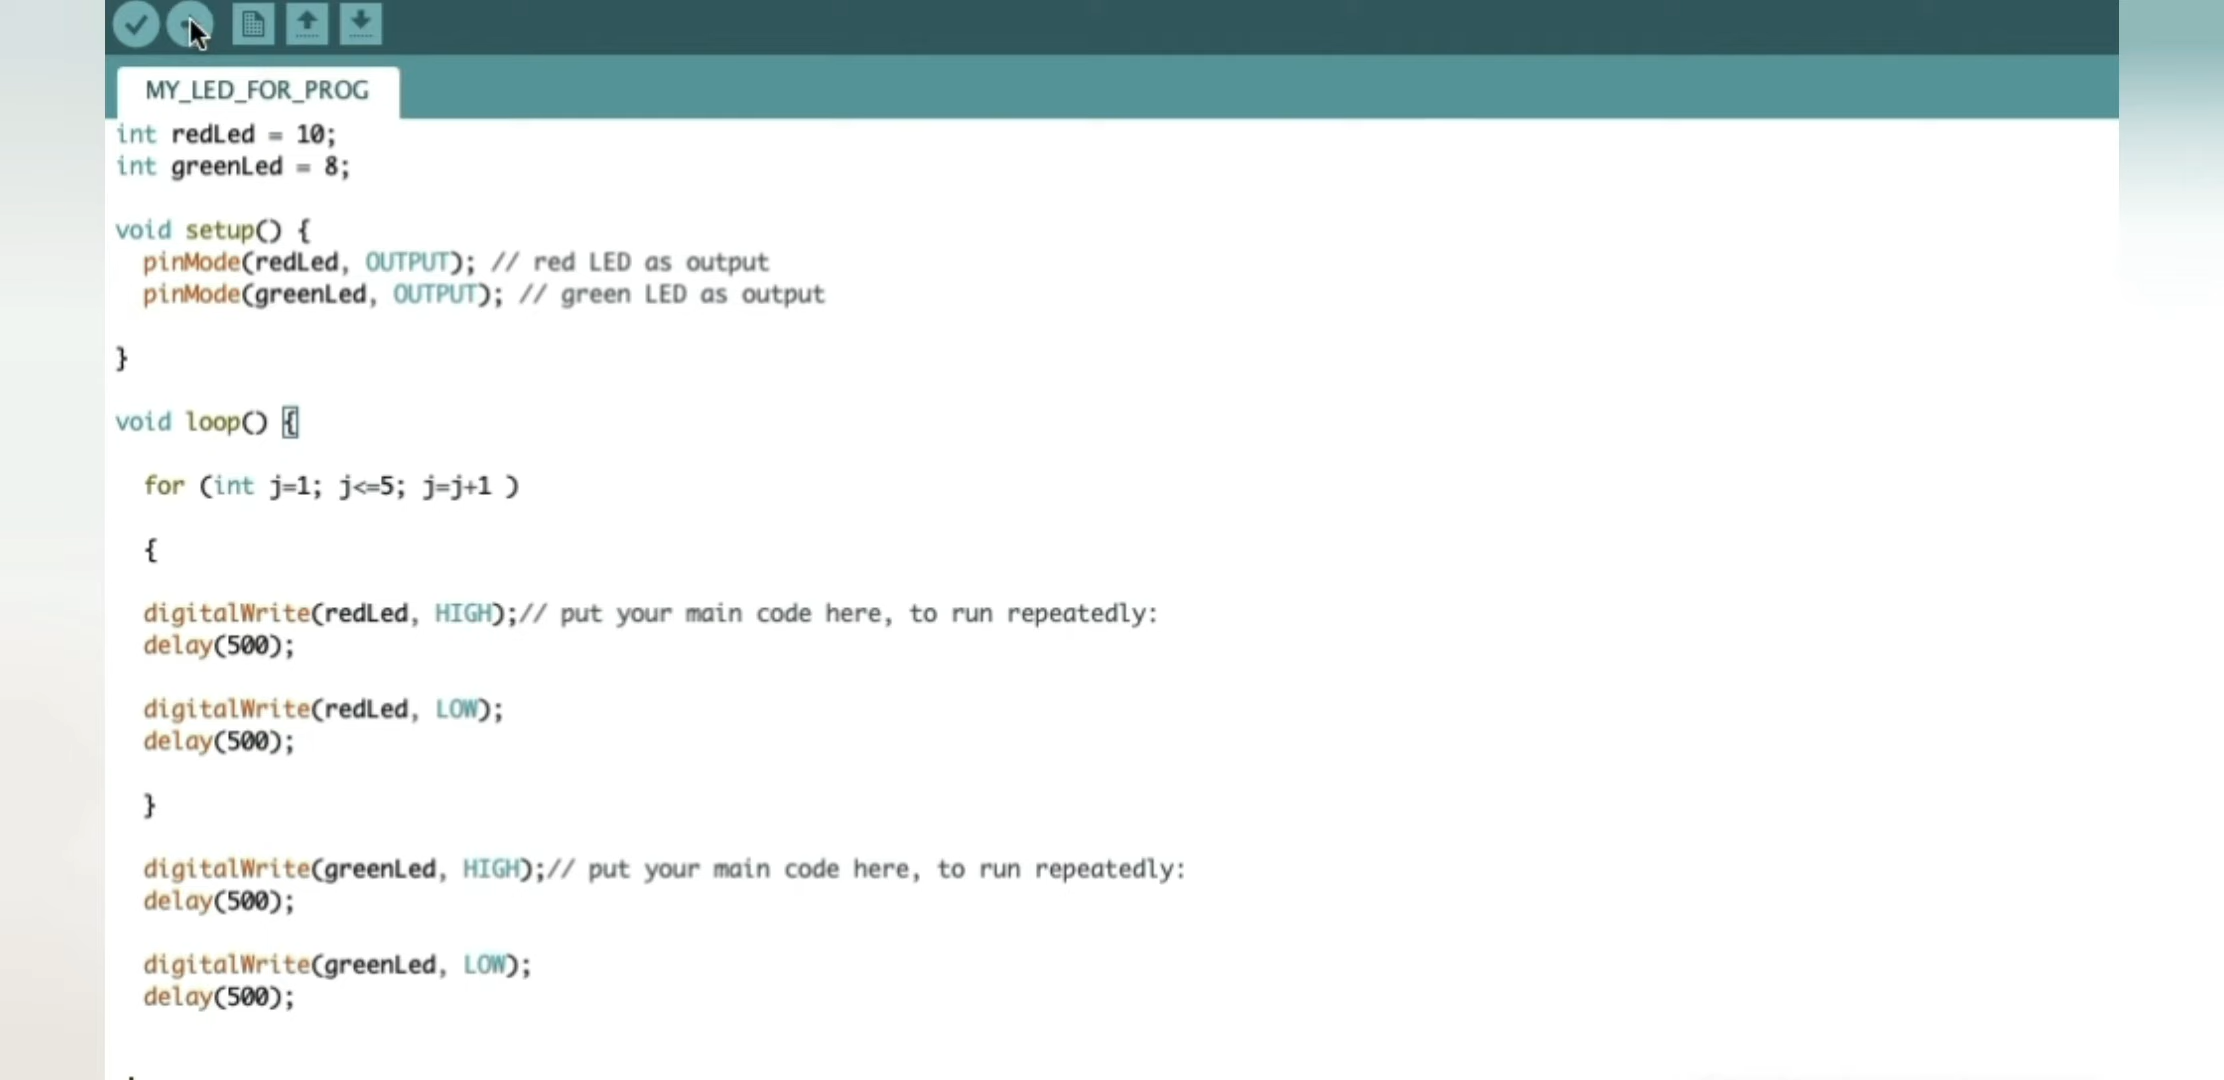 MY_LED_FOR_PROG
int redLed = 10;
int greenLed = 8;
void setup() {
pinMode(redLed, OUTPUT); // red LED as output
pinMode(greenLed, OUTPUT); // green LED as output
}
void loop() {
for (int j=1; j<=5; j=j+1 )
{
digitalWrite(redLed, HIGH);// put your main code here, to run repeatedly:
delay(500);
digitalWrite(redLed, LOW);
delay(500);
}
digitalWrite(greenLed, HIGH);// put your main code here, to run repeatedly:
delay(500);
digitalWrite(greenLed, LOW);
delay(500);